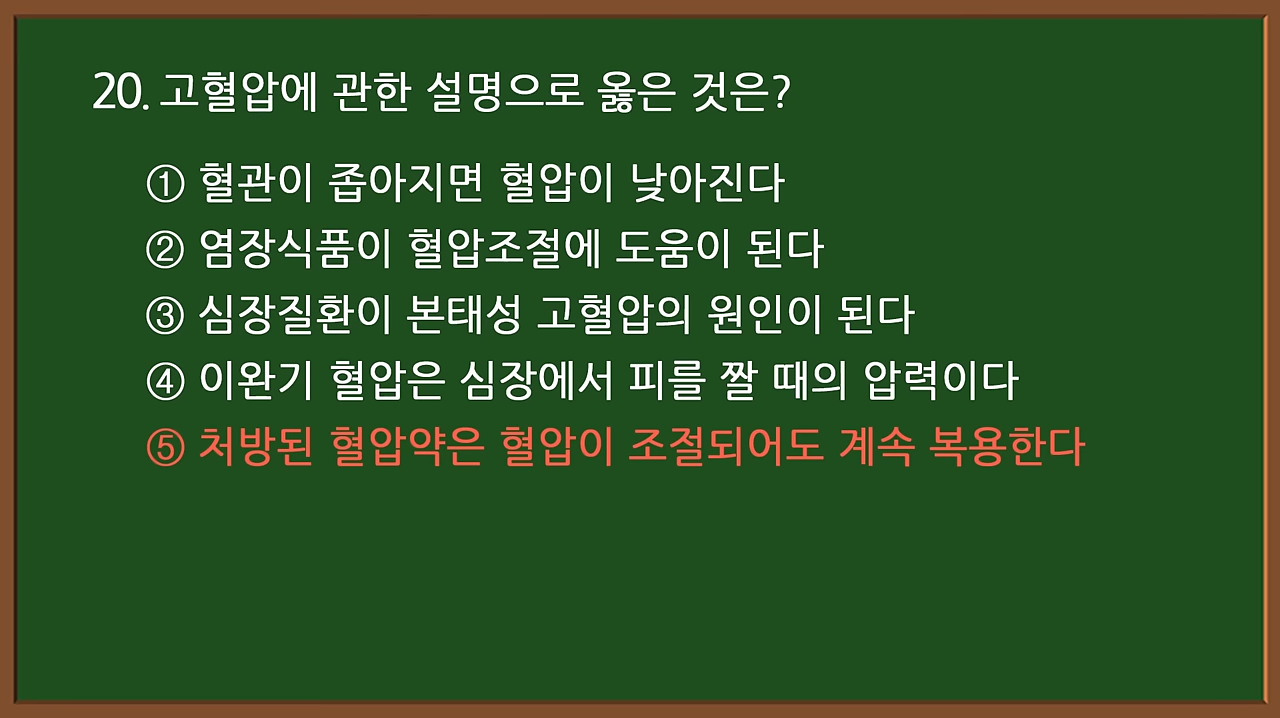 20. 고혈압에 관한 설명으로 옳은 것은?
① 혈관이 좁아지면 혈압이 낮아진다
② 염장식품이 혈압조절에 도움이 된다
③ 심장질환이 본태성 고혈압의 원인이 된다
④ 이완기 혈압은 심장에서 피를 짤 때의 압력이다
⑤ 처방된 혈압약은 혈압이 조절되어도 계속 복용한다